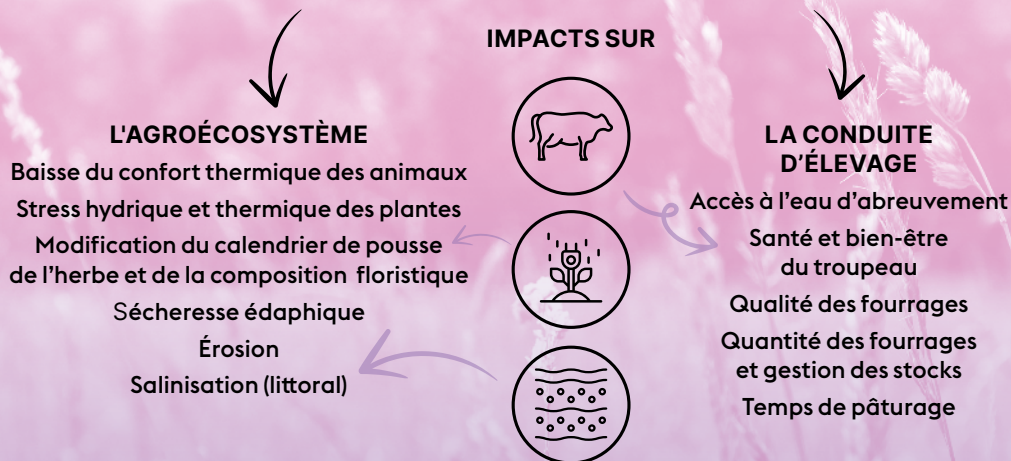 IMPACTS SUR
L'AGROÉCOSYSTÈME
Baisse du confort thermique des animaux
Stress hydrique et thermique des plantes
Modification du calendrier de pousse
de l'herbe et de la composition floristique
Sécheresse édaphique
Érosion
Salinisation (littoral)
LA CONDUITE
D'ÉLEVAGE
Accès à l'eau d'abreuvement
Santé et bien-être
du troupeau
Qualité des fourrages
Quantité des fourrages
et gestion des stocks
Temps de pâturage